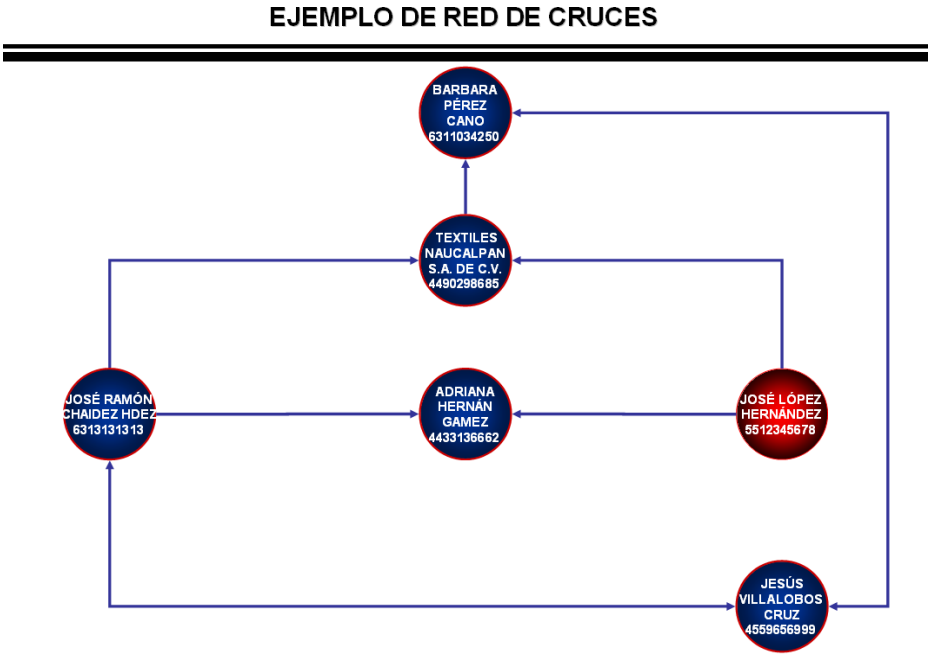 EJEMPLO DE RED DE CRUCES
BARBARA
PÉREZ
CANO
6311034250
TEXTILES
NAUCALPAN
S.A. DE C.V.
4490298685
JOSÉ RAMÓN
CHAIDEZ HDEZ
6313131313
ADRIANA
HERNÁN
GAMEZ
4433136662
JOSÉ LÓPEZ
HERNÁNDEZ
5512345678
JESÚS
VILLALOBOS
CRUZ
4559656999